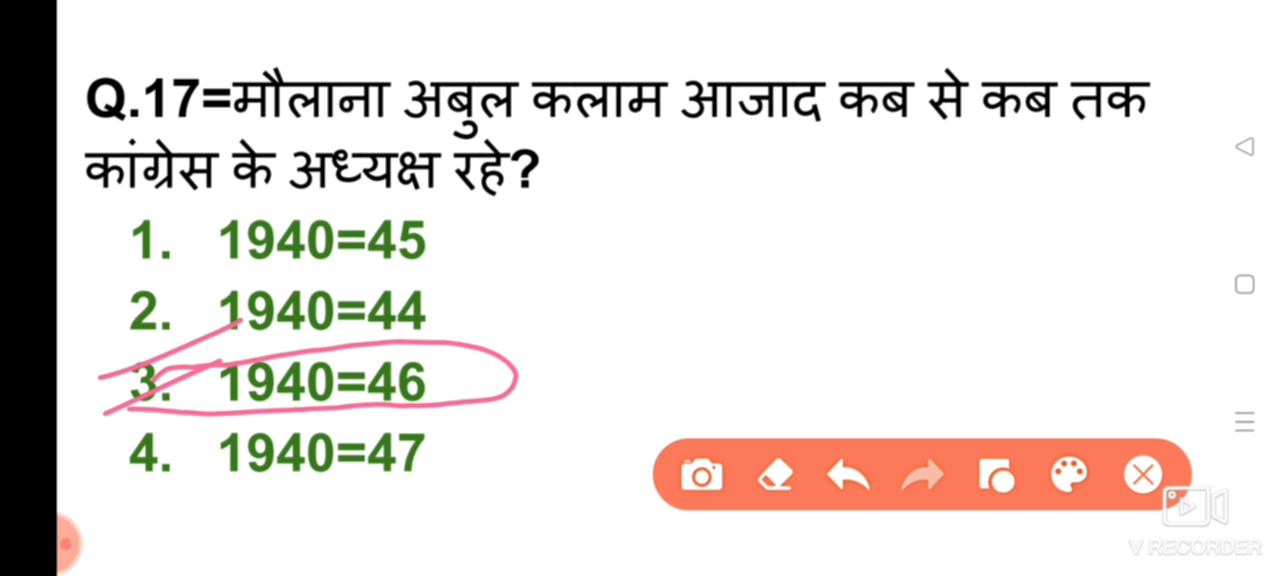 Q.17=मौलाना अबुल कलाम आजाद कब से कब तक
कांग्रेस के अध्यक्ष रहे?
1. 1940=45
2. 1940=44
3. 1940=46
4. 1940=47
V RECORDER